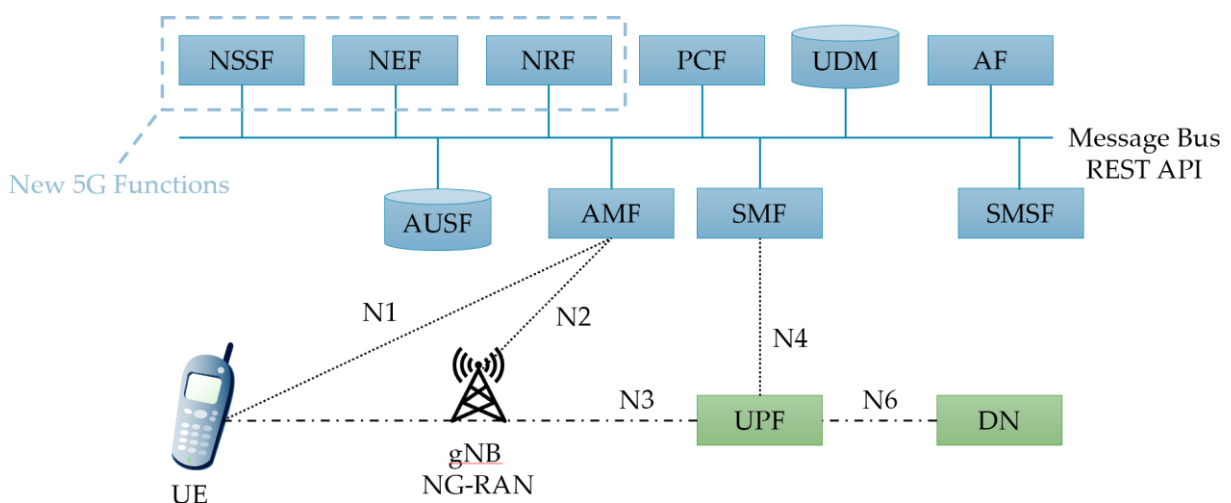 NSSF
NEF
NRF
PCF
UDM
AF
Message Bus
REST API
New 5G Functions
AUSF
AMF
SMF
SMSF
N1
N2
N4
N3
UPF
N6
DN
gNB
NG-RAN
UE